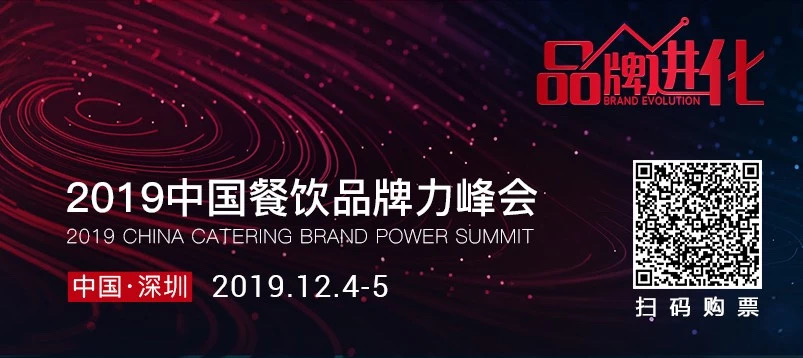 品牌进化
BRAND EVOLUTION
2019中国餐饮品牌力峰会
2019 CHINA CATERING BRAND POWER SUMMIT
中国·深圳 2019.12.4-5
扫码购票